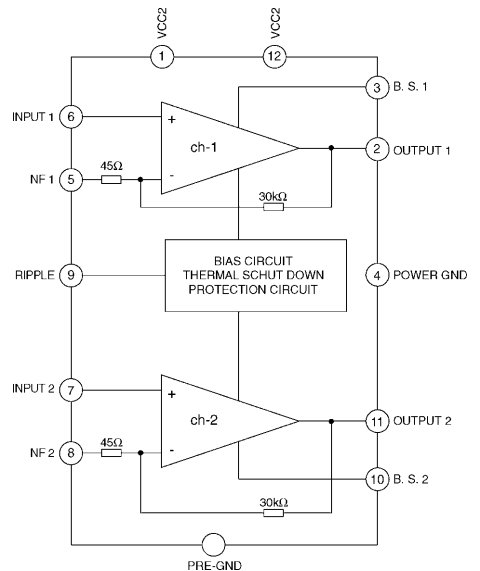 VCC2
VCC2
1
12
3 B. S. 1
INPUT 1 6
+
ch-1
2 OUTPUT 1
NF 1 5
45Ω
-
30kΩ
RIPPLE 9
BIAS CIRCUIT
THERMAL SCHUT DOWN
PROTECTION CIRCUIT
4 POWER GND
INPUT 2 7
+
ch-2
11 OUTPUT 2
NF 2 8
45Ω
-
10 B. S. 2
30kΩ
PRE-GND